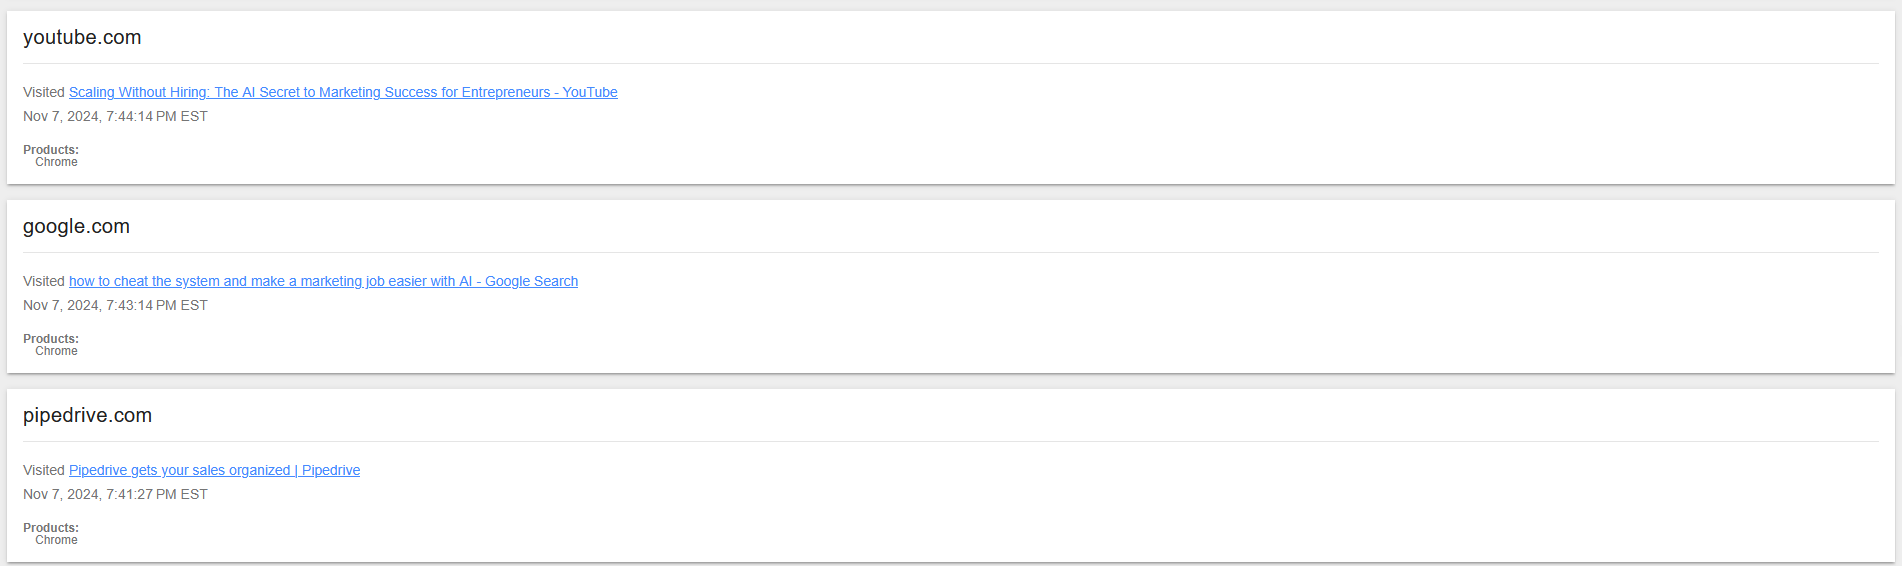 youtube.com
Visited Scaling Without Hiring: The AI Secret to Marketing Success for Entrepreneurs - YouTube
Nov 7, 2024, 7:44:14 PM EST
Products:
Chrome
google.com
Visited how to cheat the system and make a marketing job easier with AI - Google Search
Nov 7, 2024, 7:43:14 PM EST
Products:
Chrome
pipedrive.com
Visited Pipedrive gets your sales organized | Pipedrive
Nov 7, 2024, 7:41:27 PM EST
Products:
Chrome